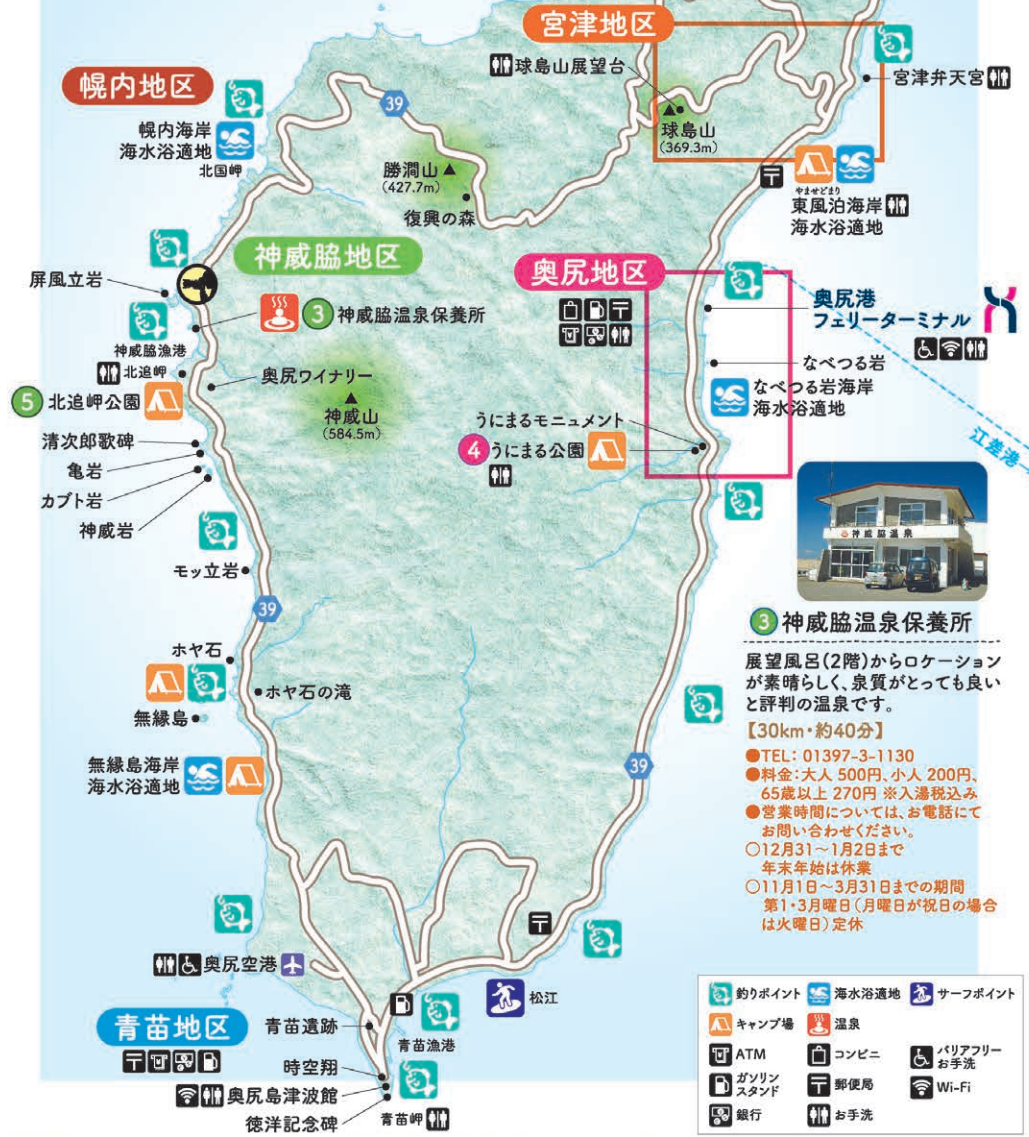 宮津地区
球島山展望台
宮津弁天宮
幌内地区
39
球島山
(369.3m)
幌内海岸
海水浴適地
北国岬
勝澗山
(427.7m)
復興の森
やませどまり
東風泊海岸
海水浴適地
神威脇地区
奥尻地区
屏風立岩
3 神威脇温泉保養所
奥尻港
フェリーターミナル
神威脇漁港
北追岬
奥尻ワイナリー
なべつる岩
5 北追岬公園
神威山
(584.5m)
なべつる岩海岸
海水浴適地
うにまるモニュメント
4 うにまる公園
江差港
清次郎歌碑
亀岩
カブト岩
神威岩
神威脇温泉
モッ立岩
39
3 神威脇温泉保養所
展望風呂(2階)からロケーション
が素晴らしく、泉質がとっても良い
と評判の温泉です。
【30km・約40分】
●TEL: 01397-3-1130
●料金:大人 500円、小人 200円、
65歳以上 270円 ※入湯税込み
●営業時間については、お電話にて
お問い合わせください。
○12月31〜1月2日まで
年末年始は休業
○11月1日〜3月31日までの期間
第1・3月曜日(月曜日が祝日の場合
は火曜日)定休
ホヤ石
ホヤ石の滝
無縁島
無縁島海岸
海水浴適地
39
奥尻空港
松江
青苗地区
青苗遺跡
青苗漁港
時空翔
奥尻島津波館
徳洋記念碑
青苗岬
釣りポイント
海水浴適地
サーフポイント
キャンプ場
温泉
ATM
コンビニ
バリアフリー
お手洗
ガソリン
スタンド
郵便局
Wi-Fi
銀行
お手洗